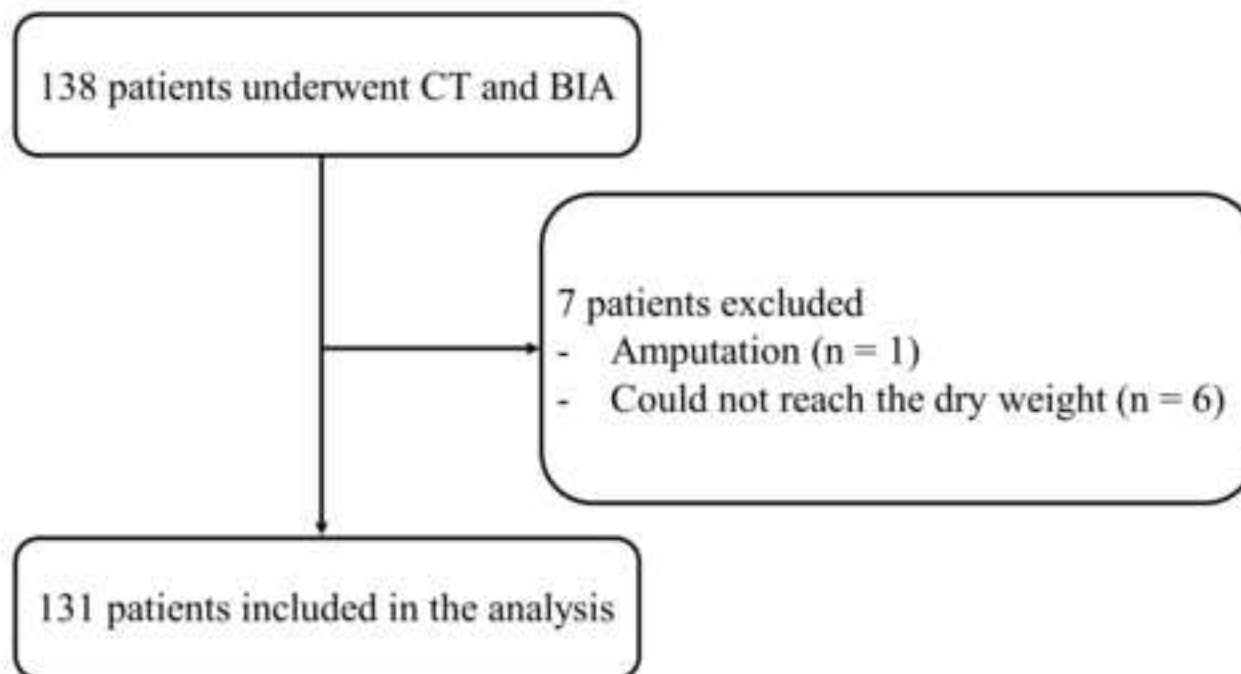 138 patients underwent CT and BIA
7 patients excluded
- Amputation (n = 1)
- Could not reach the dry weight (n = 6)
131 patients included in the analysis